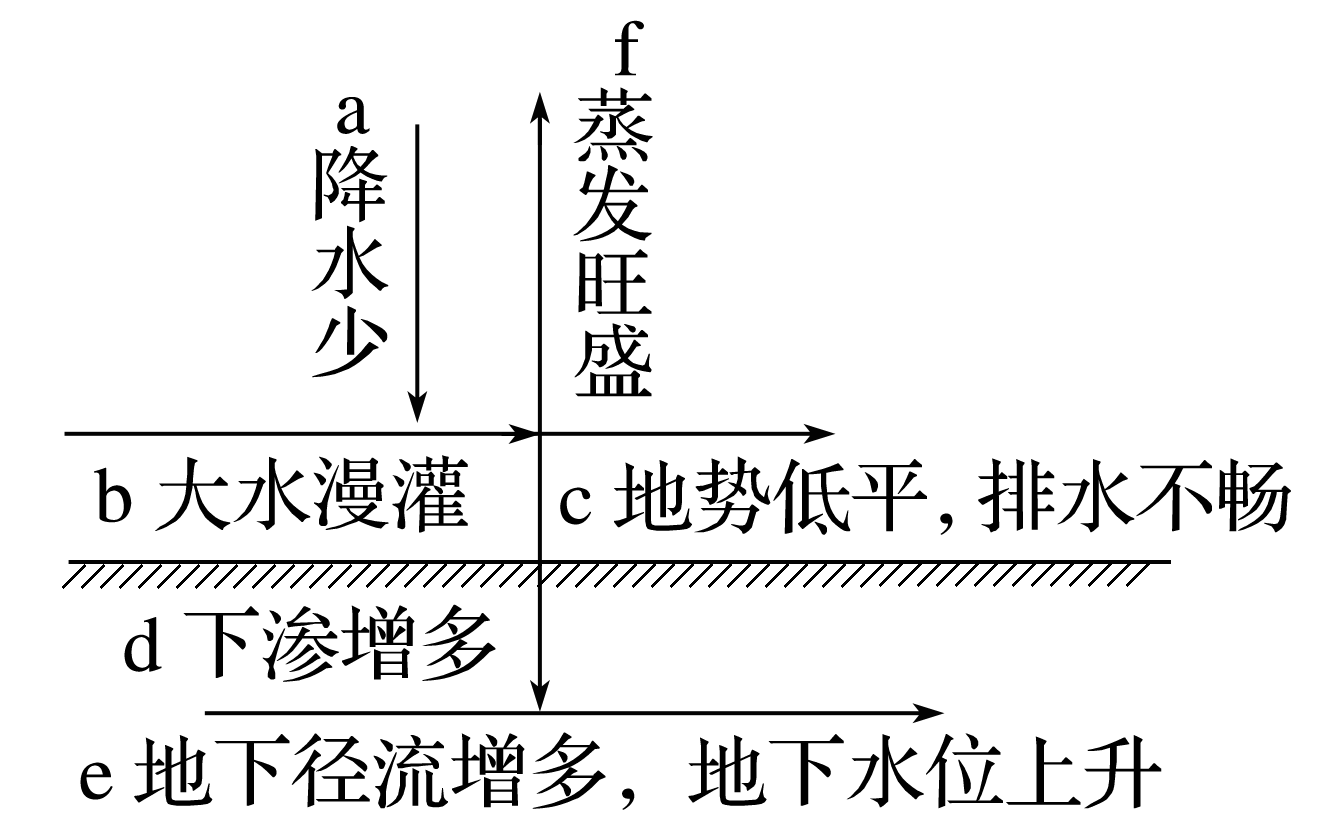 f
蒸发旺盛
a
降水少
b 大水漫灌
c 地势低平,排水不畅
d 下渗增多
e 地下径流增多，地下水位上升